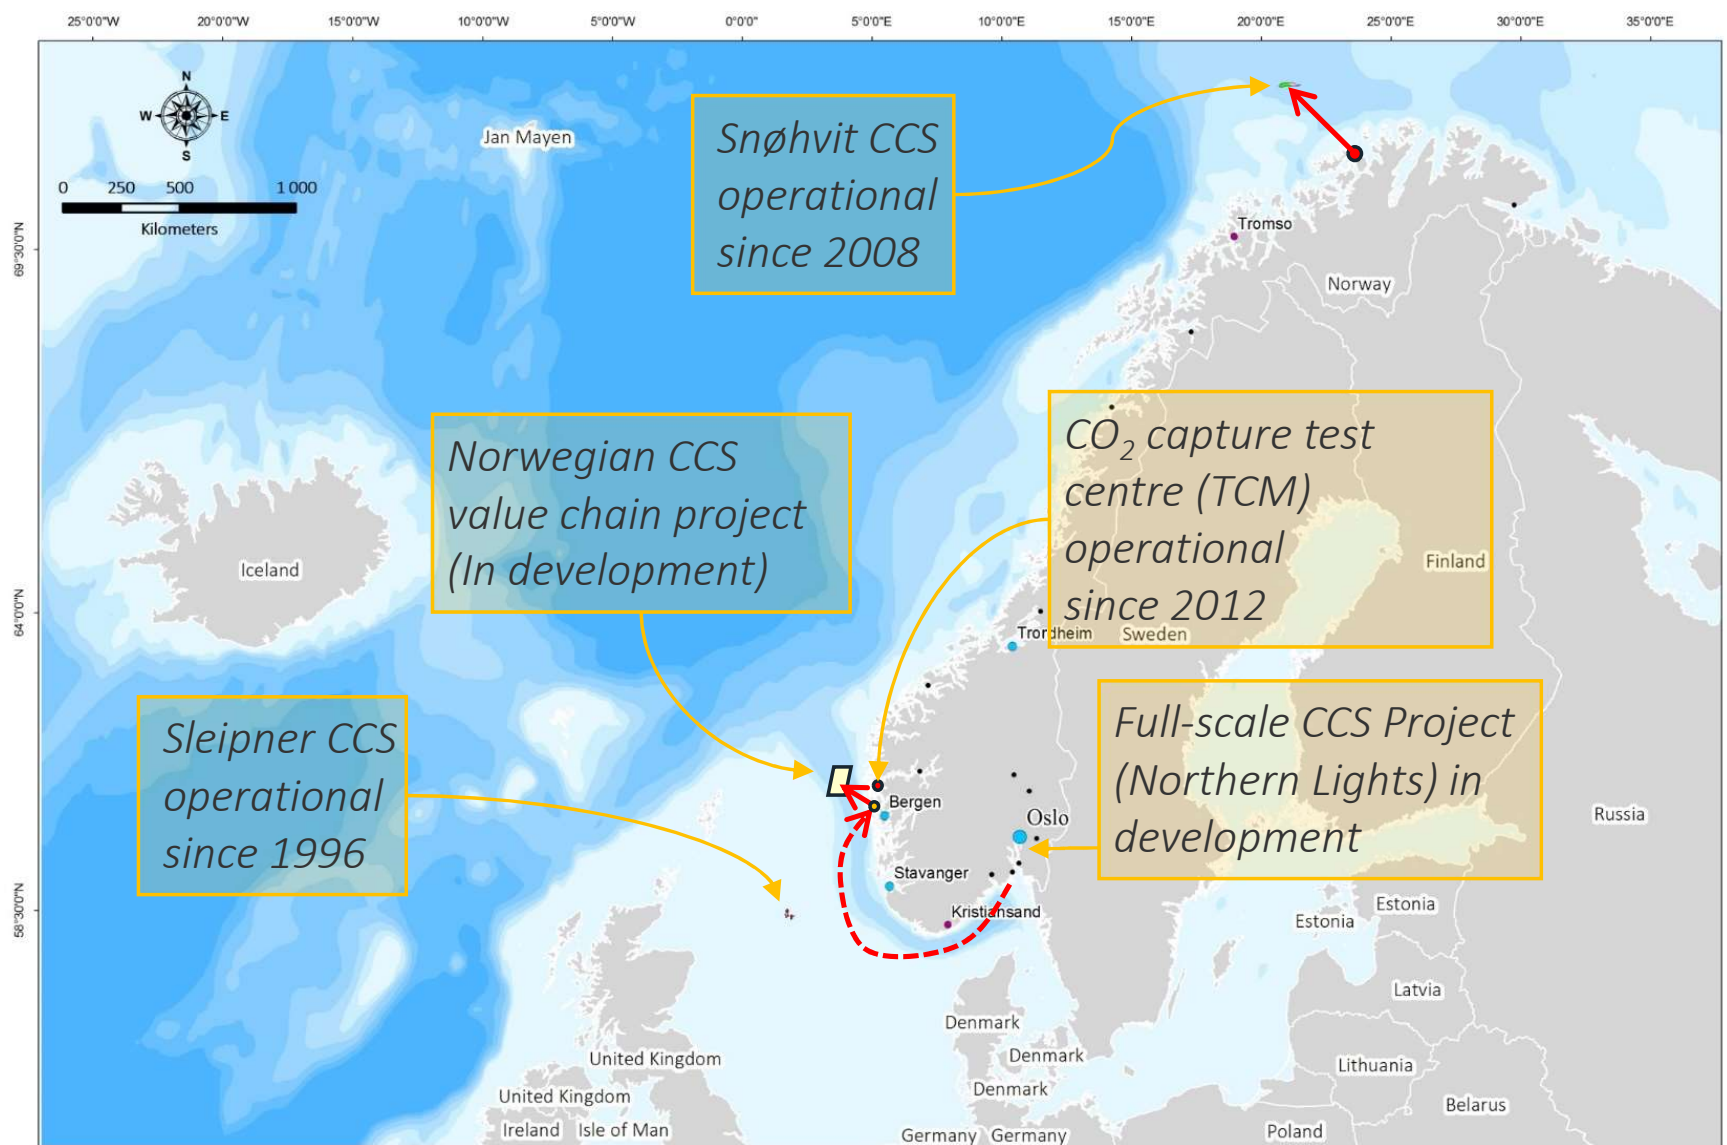 25°0'0"W
20°0'0"W
15°0'0"W
10°0'0"W
5°0'0"W
0°0'0"
5°0'0"E
10°0'0"E
15°0'0"E
20°0'0"E
25°0'0"E
30°0'0"E
35°0'0"E
N
W
E
S
0 250 500 1 000
Kilometers
69°30'0"N
64°0'0"N
58°30'0"N
Jan Mayen
Snøhvit CCS
operational
since 2008
Tromso
Norway
Norwegian CCS
value chain project
(In development)
CO₂ capture test
centre (TCM)
operational
since 2012
Iceland
Finland
Trondheim
Sweden
Sleipner CCS
operational
since 1996
Full-scale CCS Project
(Northern Lights) in
development
Bergen
Oslo
Russia
Stavanger
Kristiansand
Estonia
Estonia
Latvia
Denmark
Denmark
Denmark
Lithuania
United Kingdom
United Kingdom
Belarus
Ireland
Isle of Man
Germany
Germany
Poland